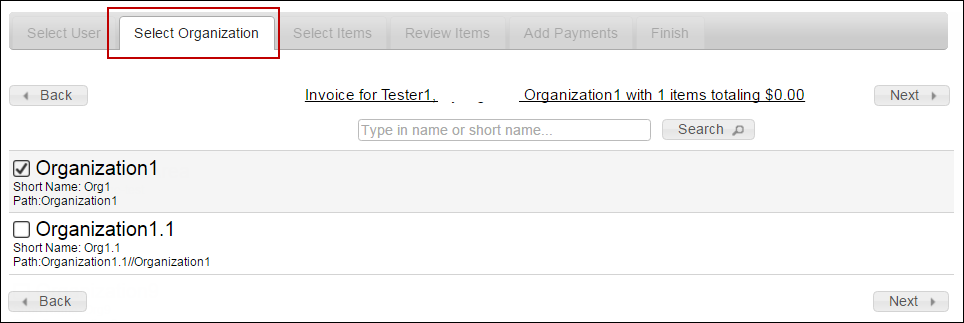 Select User Select Organization Select Items Review Items Add Payments Finish
Back Invoice for Tester1, Organization1 with 1 items totaling $0.00 Next
Type in name or short name... Search
Organization1
Short Name: Org1
Path:Organization1
Organization1.1
Short Name: Org1.1
Path:Organization1.1//Organization1
Back Next